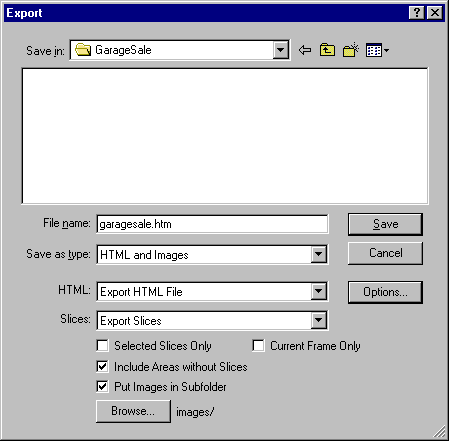 Export
Save in: GarageSale
File name: garagesale.htm Save
Save as type: HTML and Images Cancel
HTML: Export HTML File Options...
Slices: Export Slices
Selected Slices Only Current Frame Only
Include Areas without Slices
Put Images in Subfolder
Browse... images/